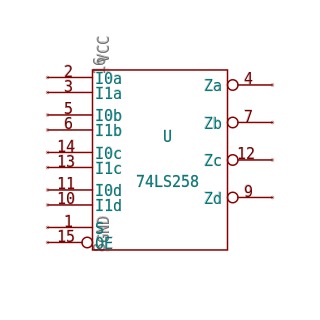 VCC
16
2 I0a
3 I1a
Za 4
5 I0b
6 I1b
Zb 7
U
14 I0c
13 I1c
Zc 12
74LS258
11 I0d
10 I1d
Zd 9
1 S
15 OE
GND
8